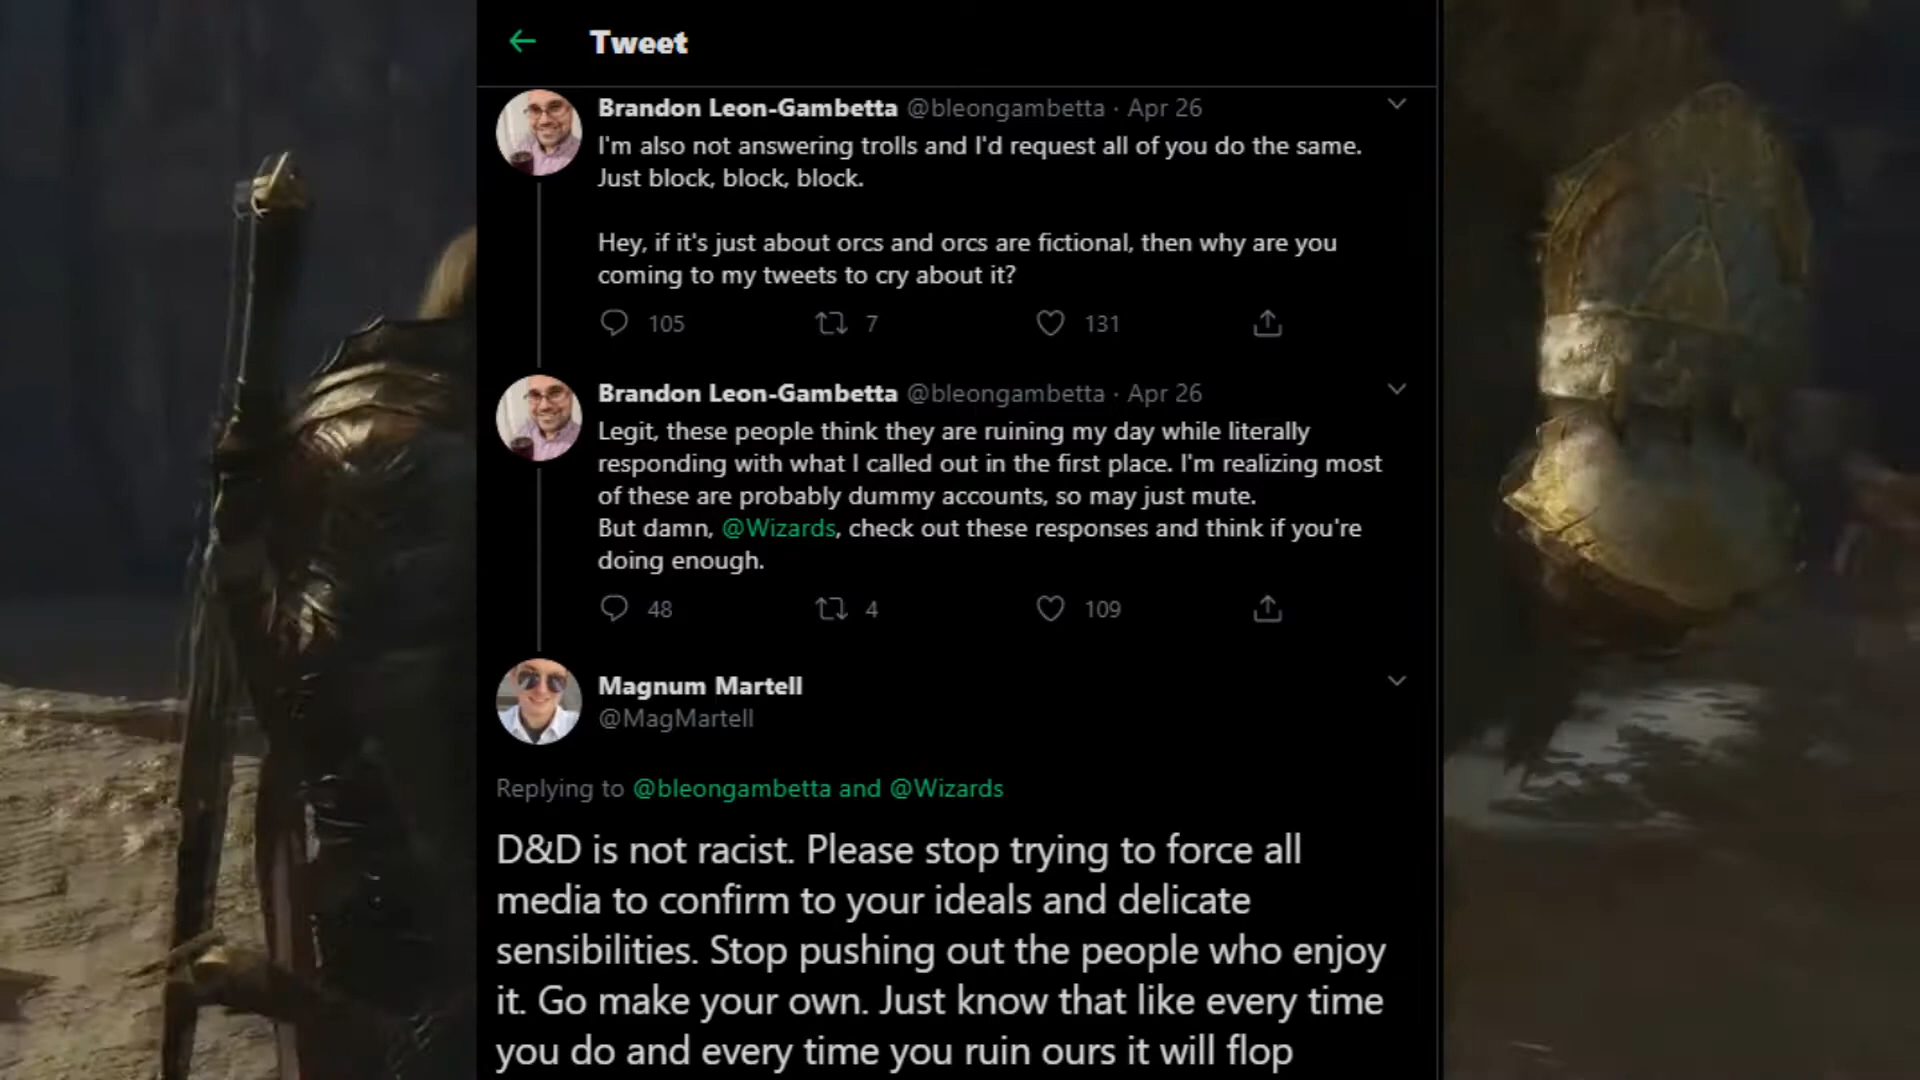 Tweet
Brandon Leon-Gambetta @bleongambetta · Apr 26
I'm also not answering trolls and I'd request all of you do the same.
Just block, block, block.
Hey, if it's just about orcs and orcs are fictional, then why are you
coming to my tweets to cry about it?
105 7 131
Brandon Leon-Gambetta @bleongambetta · Apr 26
Legit, these people think they are ruining my day while literally
responding with what I called out in the first place. I'm realizing most
of these are probably dummy accounts, so may just mute.
But damn, @Wizards, check out these responses and think if you're
doing enough.
48 4 109
Magnum Martell
@MagMartell
Replying to @bleongambetta and @Wizards
D&D is not racist. Please stop trying to force all
media to confirm to your ideals and delicate
sensibilities. Stop pushing out the people who enjoy
it. Go make your own. Just know that like every time
you do and every time you ruin ours it will flop